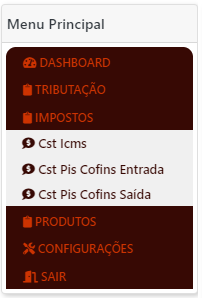 Menu Principal
DASHBOARD
TRIBUTAÇÃO
IMPOSTOS
Cst Icms
Cst Pis Cofins Entrada
Cst Pis Cofins Saída
PRODUTOS
CONFIGURAÇÕES
SAIR